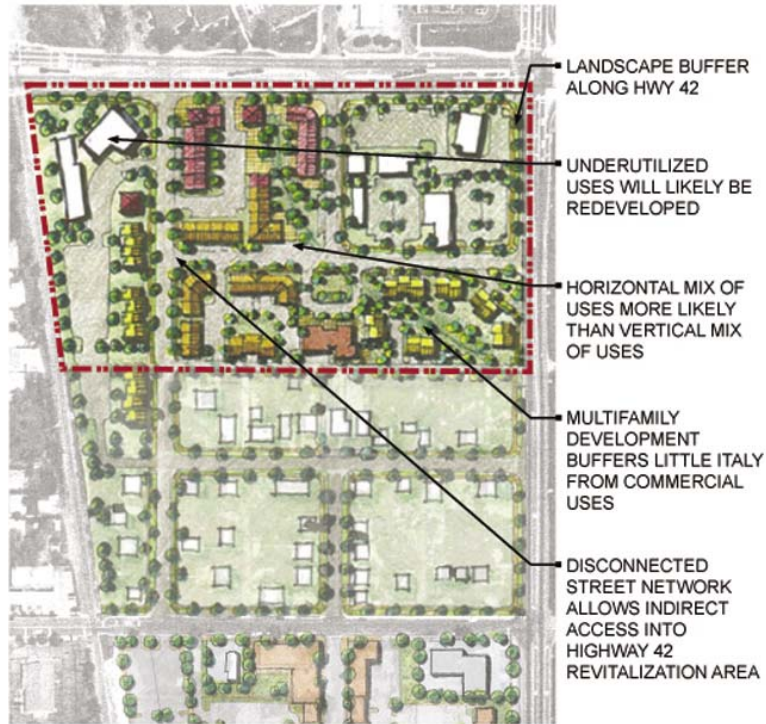 LANDSCAPE BUFFER
ALONG HWY 42
UNDERUTILIZED
USES WILL LIKELY BE
REDEVELOPED
HORIZONTAL MIX OF
USES MORE LIKELY
THAN VERTICAL MIX
OF USES
MULTIFAMILY
DEVELOPMENT
BUFFERS LITTLE ITALY
FROM COMMERCIAL
USES
DISCONNECTED
STREET NETWORK
ALLOWS INDIRECT
ACCESS INTO
HIGHWAY 42
REVITALIZATION AREA